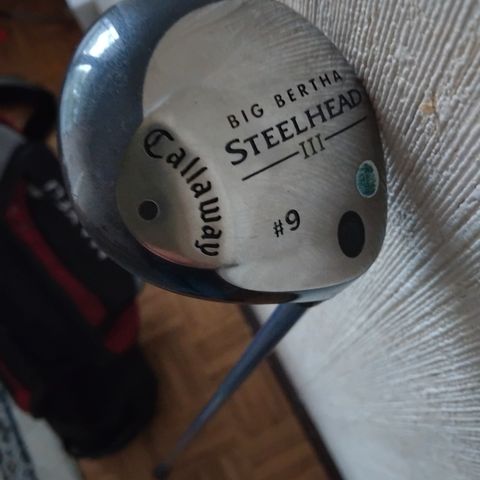 BIG BERTHA
STEELHEAD
III
Callaway
#9